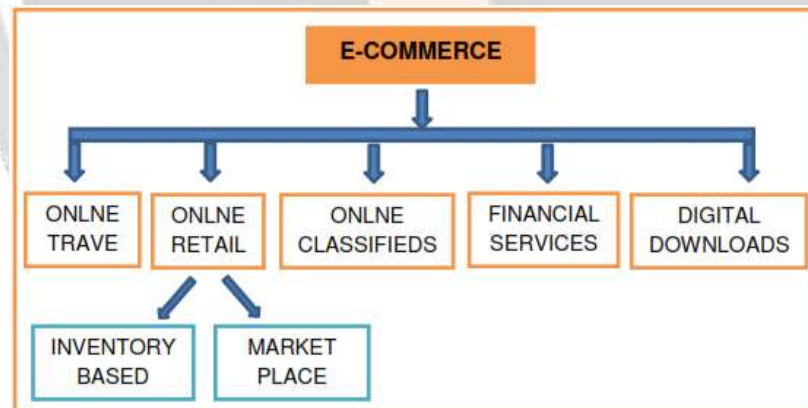 E-COMMERCE
ONLNE
TRAVE
ONLNE
RETAIL
ONLNE
CLASSIFIEDS
FINANCIAL
SERVICES
DIGITAL
DOWNLOADS
INVENTORY
BASED
MARKET
PLACE